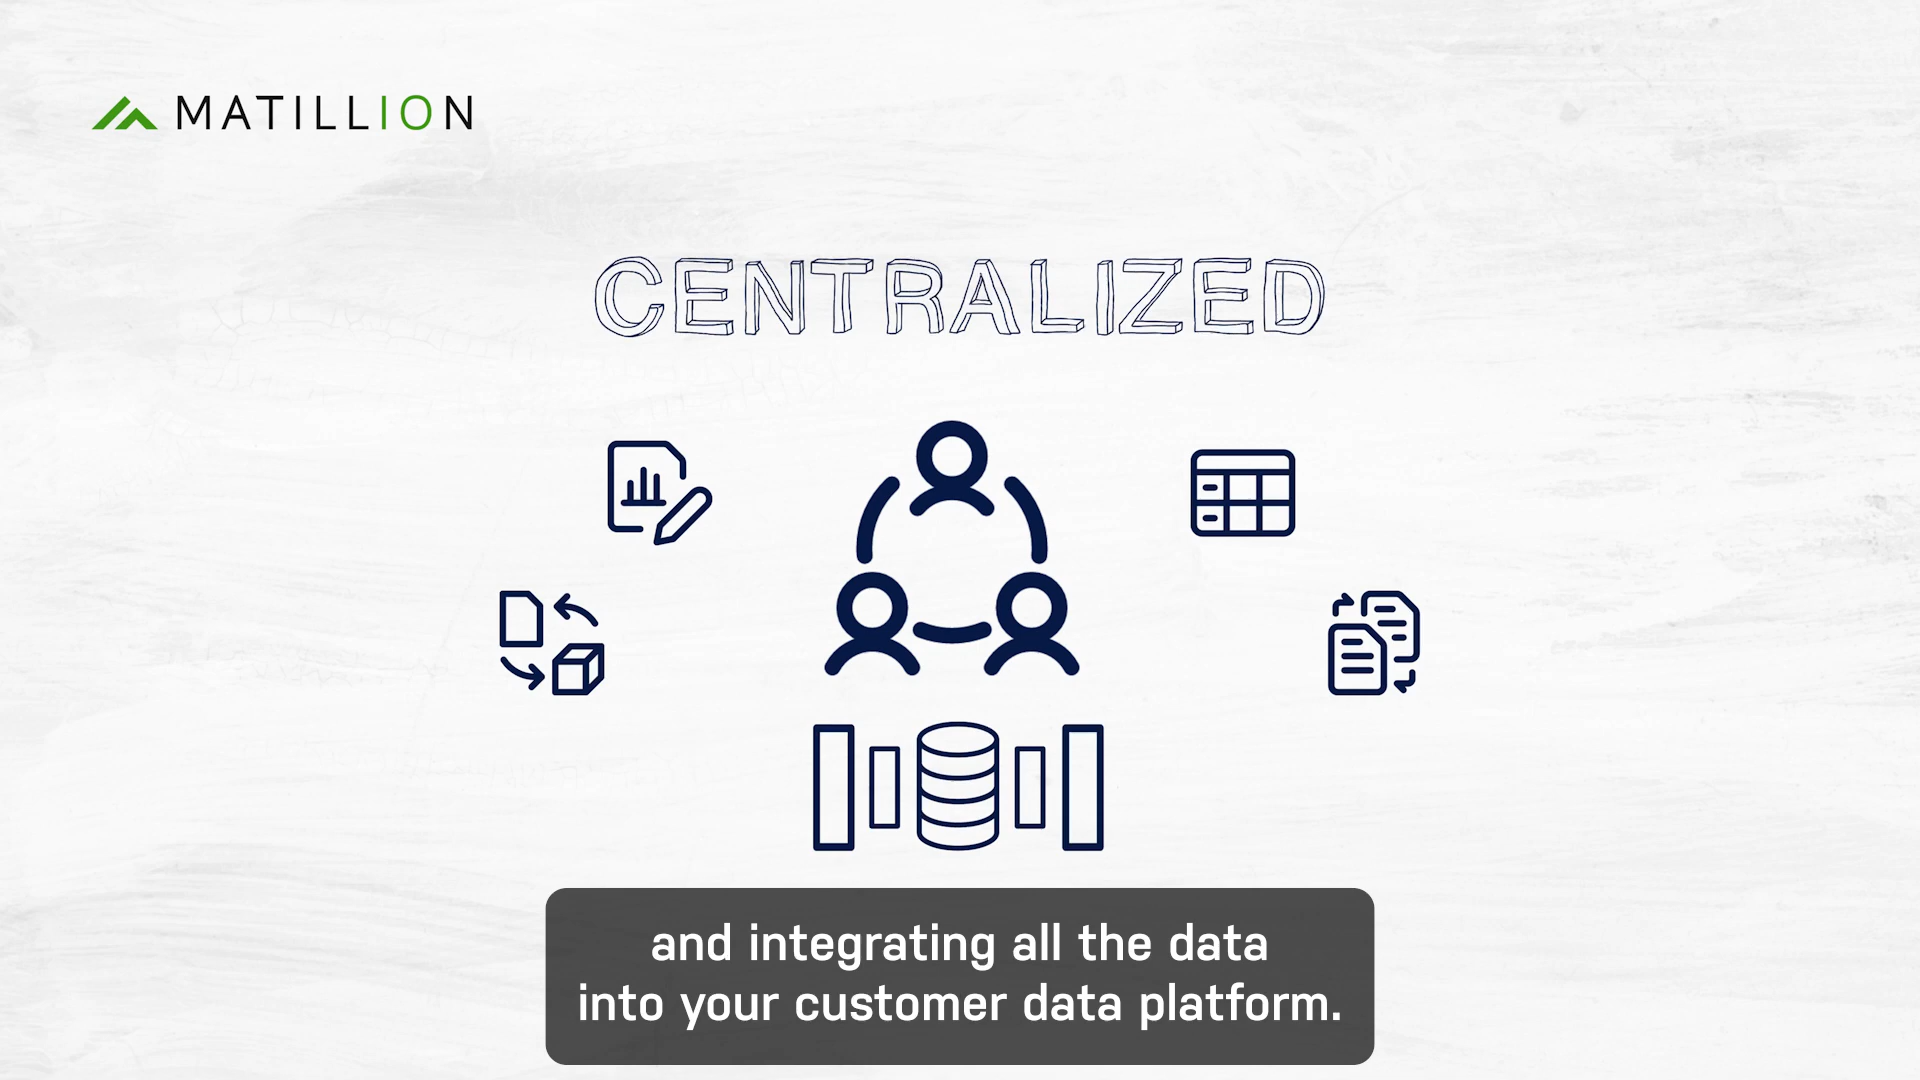 MATILLION
CENTRALIZED
and integrating all the data
into your customer data platform.